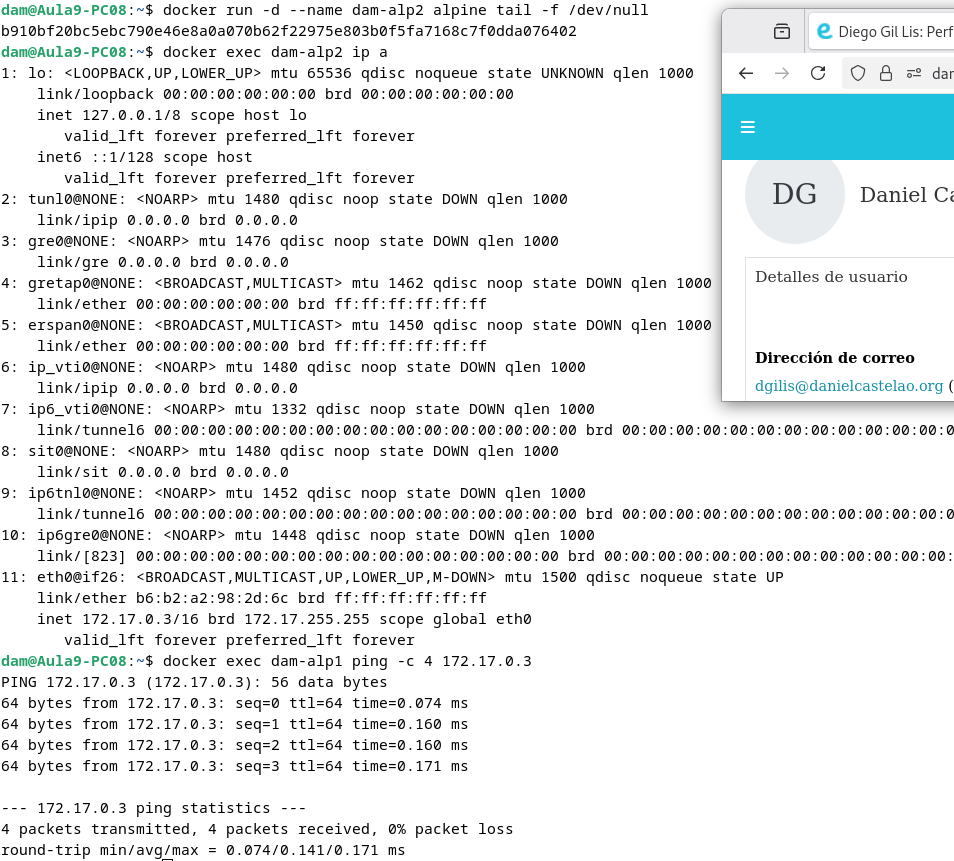 dam@Aula9-PC08:~$ docker run -d --name dam-alp2 alpine tail -f /dev/null
b910bf20bc5ebc790e46e8a0a070b62f22975e803b0f5fa7168c7f0dda076402
dam@Aula9-PC08:~$ docker exec dam-alp2 ip a
1: lo: <LOOPBACK,UP,LOWER_UP> mtu 65536 qdisc noqueue state UNKNOWN qlen 1000
    link/loopback 00:00:00:00:00:00 brd 00:00:00:00:00:00
    inet 127.0.0.1/8 scope host lo
       valid_lft forever preferred_lft forever
    inet6 ::1/128 scope host
       valid_lft forever preferred_lft forever
2: tunl0@NONE: <NOARP> mtu 1480 qdisc noop state DOWN qlen 1000
    link/ipip 0.0.0.0 brd 0.0.0.0
3: gre0@NONE: <NOARP> mtu 1476 qdisc noop state DOWN qlen 1000
    link/gre 0.0.0.0 brd 0.0.0.0
4: gretap0@NONE: <BROADCAST,MULTICAST> mtu 1462 qdisc noop state DOWN qlen 1000
    link/ether 00:00:00:00:00:00 brd ff:ff:ff:ff:ff:ff
5: erspan0@NONE: <BROADCAST,MULTICAST> mtu 1450 qdisc noop state DOWN qlen 1000
    link/ether 00:00:00:00:00:00 brd ff:ff:ff:ff:ff:ff
6: ip_vti0@NONE: <NOARP> mtu 1480 qdisc noop state DOWN qlen 1000
    link/ipip 0.0.0.0 brd 0.0.0.0
7: ip6_vti0@NONE: <NOARP> mtu 1332 qdisc noop state DOWN qlen 1000
    link/tunnel6 00:00:00:00:00:00:00:00:00:00:00:00:00:00:00:00 brd 00:00:00:00:00:00:00:00:00:00:00:00:0
8: sit0@NONE: <NOARP> mtu 1480 qdisc noop state DOWN qlen 1000
    link/sit 0.0.0.0 brd 0.0.0.0
9: ip6tnl0@NONE: <NOARP> mtu 1452 qdisc noop state DOWN qlen 1000
    link/tunnel6 00:00:00:00:00:00:00:00:00:00:00:00:00:00:00:00 brd 00:00:00:00:00:00:00:00:00:00:00:00:0
10: ip6gre0@NONE: <NOARP> mtu 1448 qdisc noop state DOWN qlen 1000
    link/[823] 00:00:00:00:00:00:00:00:00:00:00:00:00:00:00:00 brd 00:00:00:00:00:00:00:00:00:00:00:00:00:
11: eth0@if26: <BROADCAST,MULTICAST,UP,LOWER_UP,M-DOWN> mtu 1500 qdisc noqueue state UP
    link/ether b6:b2:a2:98:2d:6c brd ff:ff:ff:ff:ff:ff
    inet 172.17.0.3/16 brd 172.17.255.255 scope global eth0
       valid_lft forever preferred_lft forever
dam@Aula9-PC08:~$ docker exec dam-alp1 ping -c 4 172.17.0.3
PING 172.17.0.3 (172.17.0.3): 56 data bytes
64 bytes from 172.17.0.3: seq=0 ttl=64 time=0.074 ms
64 bytes from 172.17.0.3: seq=1 ttl=64 time=0.160 ms
64 bytes from 172.17.0.3: seq=2 ttl=64 time=0.160 ms
64 bytes from 172.17.0.3: seq=3 ttl=64 time=0.171 ms

--- 172.17.0.3 ping statistics ---
4 packets transmitted, 4 packets received, 0% packet loss
round-trip min/avg/max = 0.074/0.141/0.171 ms
Diego Gil Lis: Perf
dan
DG
Daniel Ca
Detalles de usuario
Dirección de correo
dgilis@danielcastelao.org (